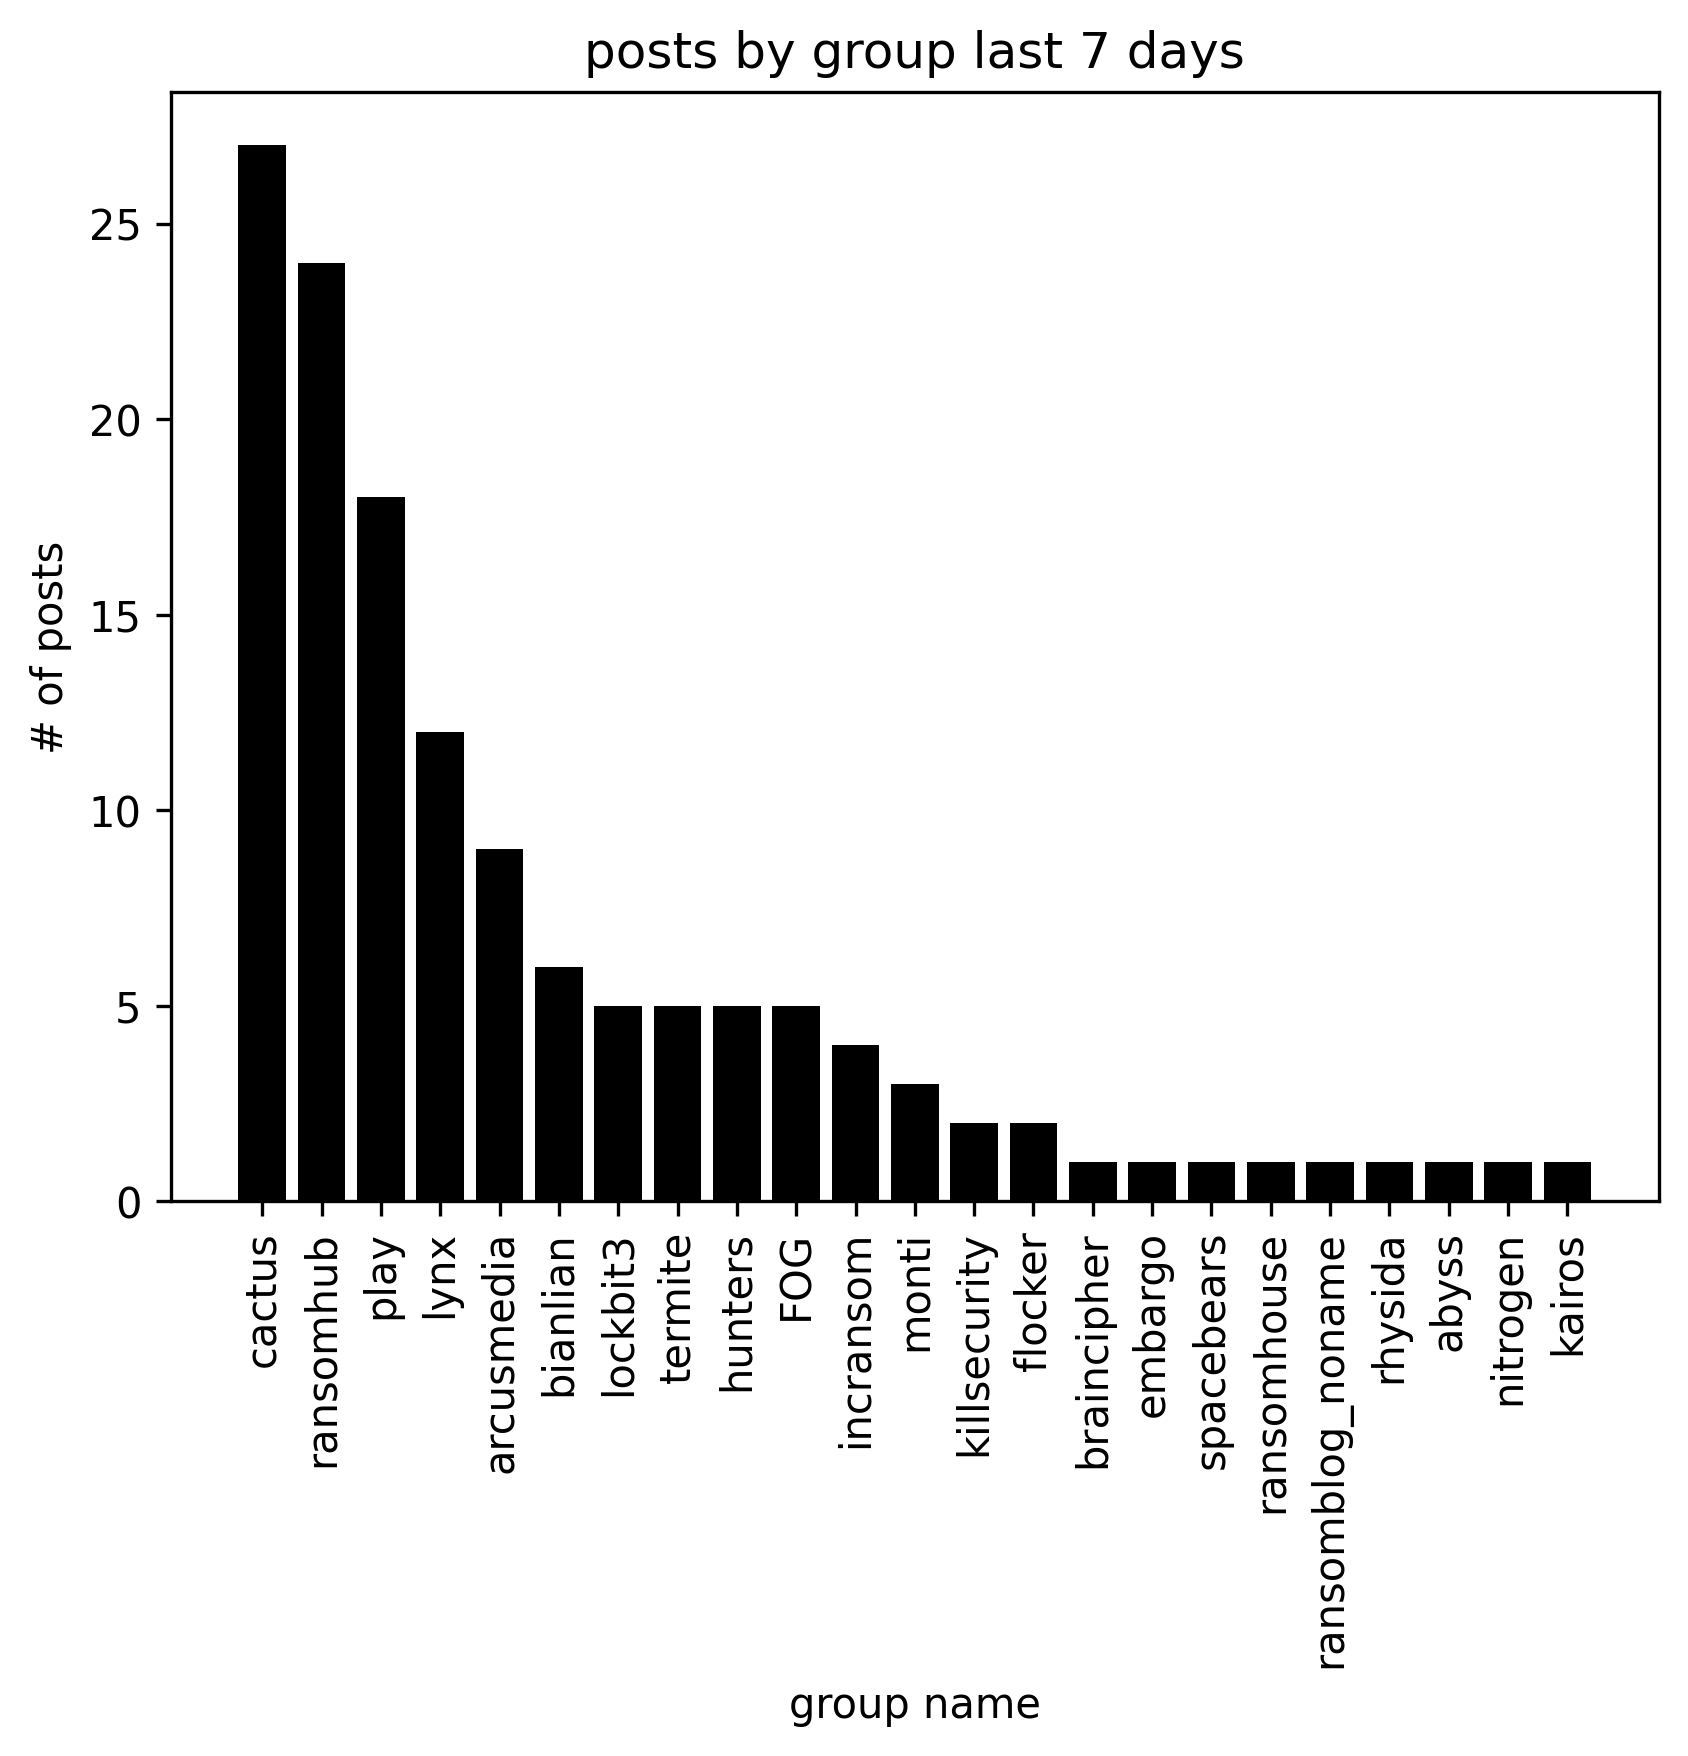 posts by group last 7 days
# of posts
25
20
15
10
5
0
cactus
ransomhub
play
lynx
arcusmedia
bianlian
lockbit3
termite
hunters
FOG
incransom
monti
killsecurity
flocker
braincipher
embargo
spacebears
ransomhouse
ransomblog_noname
rhysida
abyss
nitrogen
kairos
group name